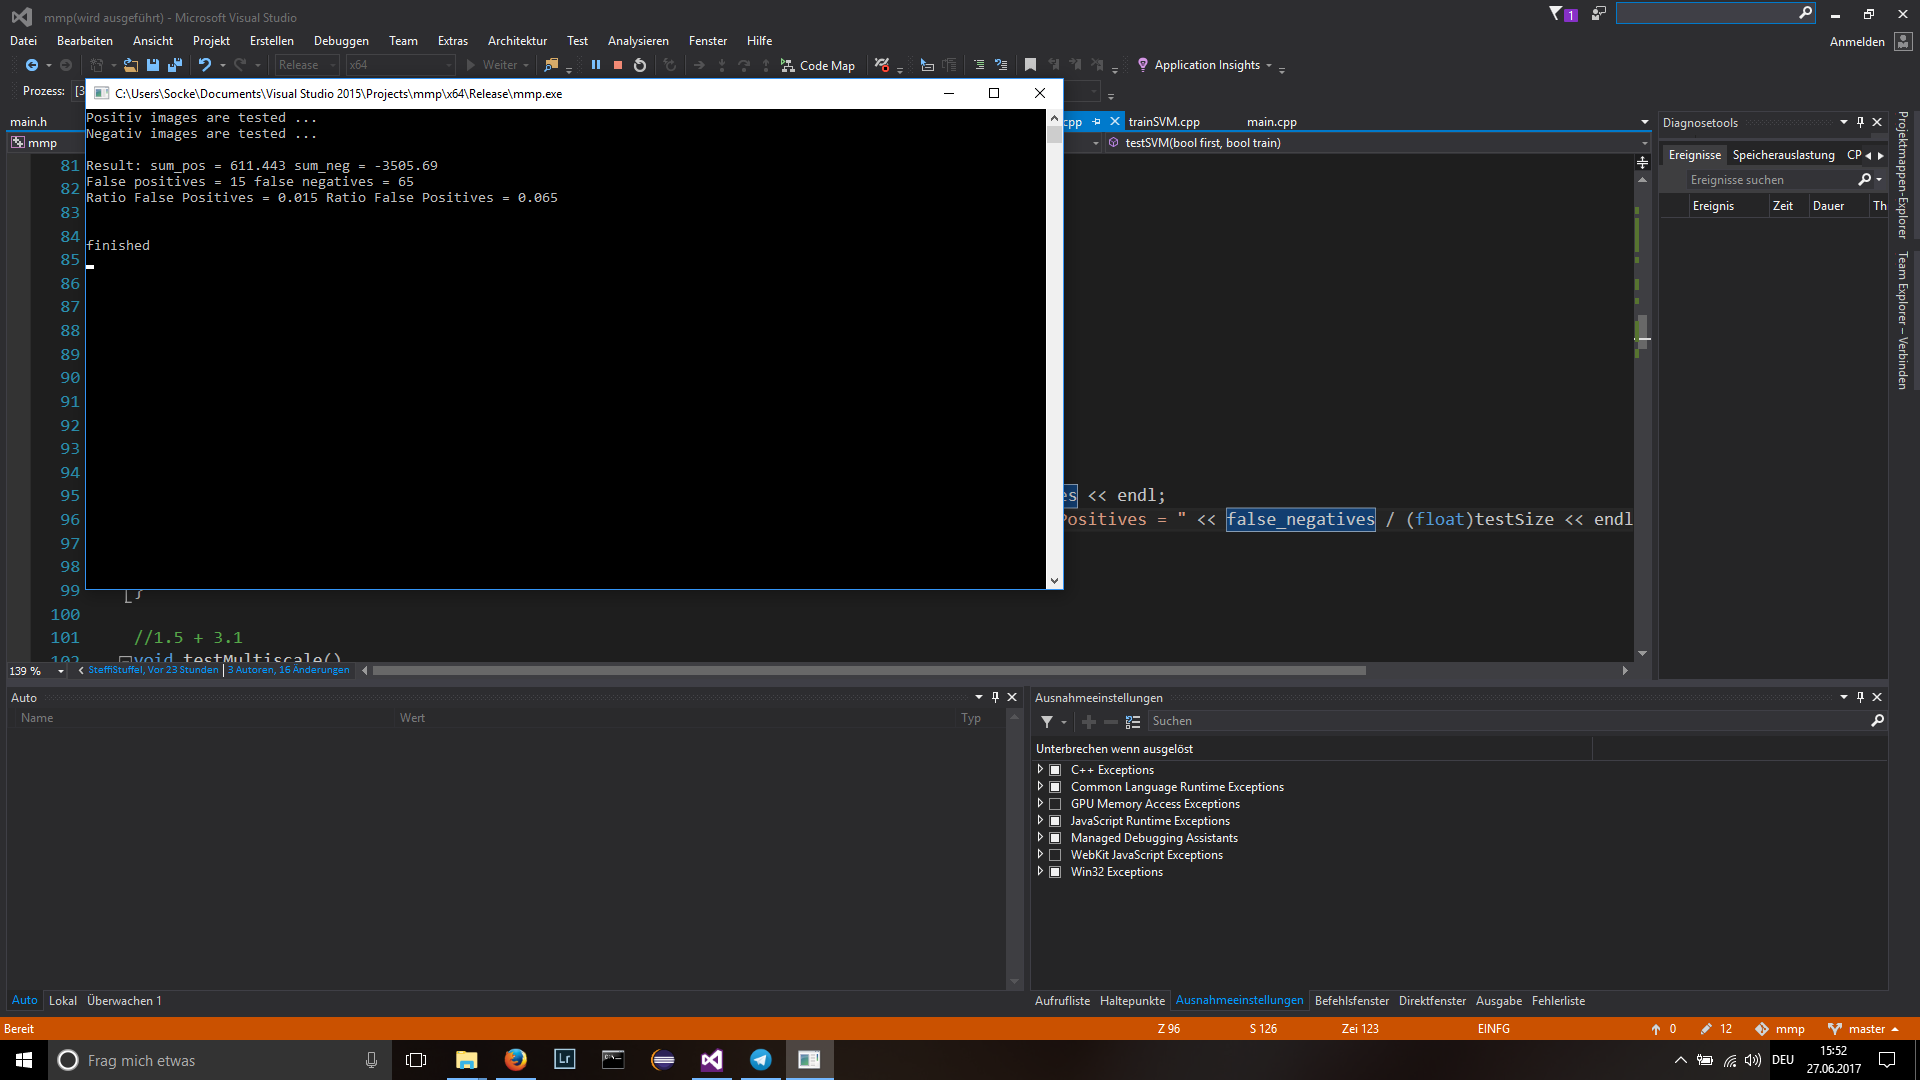 mmp(wird ausgeführt) - Microsoft Visual Studio
1
Datei Bearbeiten Ansicht Projekt Erstellen Debuggen Team Extras Architektur Test Analysieren Fenster Hilfe
Anmelden
Release x64 Weiter Code Map Application Insights
Prozess: [3
C:\Users\Socke\Documents\Visual Studio 2015\Projects\mmp\x64\Release\mmp.exe
Positiv images are tested ...
Negativ images are tested ...
Result: sum_pos = 611.443 sum_neg = -3505.69
False positives = 15 false negatives = 65
Ratio False Positives = 0.015 Ratio False Positives = 0.065
finished
main.h
cpp trainSVM.cpp main.cpp
mmp
testSVM(bool first, bool train)
81
82
83
84
85
86
87
88
89
90
91
92
93
94
95 es << endl;
96 Positives = " << false_negatives / (float)testSize << endl
97
98
99 }
100
101 //1.5 + 3.1
102 void testMultiscale()
139 % SteffiStuffel, Vor 23 Stunden | 3 Autoren, 16 Änderungen
Diagnosetools
Ereignisse Speicherauslastung CP
Ereignisse suchen
Ereignis Zeit Dauer Th
Projektmappen-Explorer
Team Explorer – Verbinden
Auto
Name Wert Typ
Auto Lokal Überwachen 1
Ausnahmeeinstellungen
Suchen
Unterbrechen wenn ausgelöst
C++ Exceptions
Common Language Runtime Exceptions
GPU Memory Access Exceptions
JavaScript Runtime Exceptions
Managed Debugging Assistants
WebKit JavaScript Exceptions
Win32 Exceptions
Aufrufliste Haltepunkte Ausnahmeeinstellungen Befehlsfenster Direktfenster Ausgabe Fehlerliste
Bereit Z 96 S 126 Zei 123 EINFG 0 12 mmp master
Frag mich etwas
Lr
DEU
15:52
27.06.2017